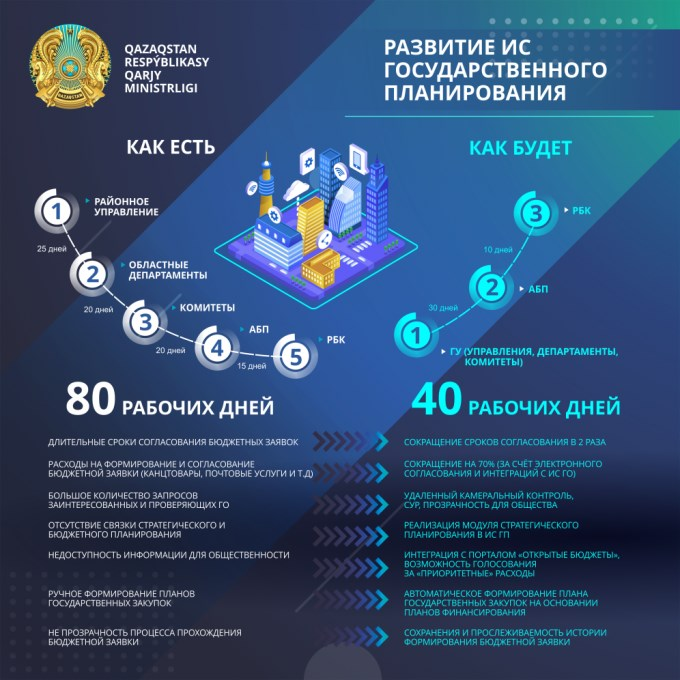 QAZAQSTAN
RESPÝBLIKASY
QARJY
MINISTRLIGI
РАЗВИТИЕ ИС
ГОСУДАРСТВЕННОГО
ПЛАНИРОВАНИЯ
КАК ЕСТЬ
1
РАЙОННОЕ
УПРАВЛЕНИЕ
25 дней
2
ОБЛАСТНЫЕ
ДЕПАРТАМЕНТЫ
20 дней
3
КОМИТЕТЫ
20 дней
4
АБП
15 дней
5
РБК
КАК БУДЕТ
3
РБК
10 дней
2
АБП
30 дней
1
ГУ (УПРАВЛЕНИЯ, ДЕПАРТАМЕНТЫ,
КОМИТЕТЫ)
80 РАБОЧИХ ДНЕЙ
40 РАБОЧИХ ДНЕЙ
ДЛИТЕЛЬНЫЕ СРОКИ СОГЛАСОВАНИЯ БЮДЖЕТНЫХ ЗАЯВОК
СОКРАЩЕНИЕ СРОКОВ СОГЛАСОВАНИЯ В 2 РАЗА
РАСХОДЫ НА ФОРМИРОВАНИЕ И СОГЛАСОВАНИЕ
БЮДЖЕТНОЙ ЗАЯВКИ (КАНЦТОВАРЫ, ПОЧТОВЫЕ УСЛУГИ И Т.Д)
СОКРАЩЕНИЕ НА 70% (ЗА СЧЁТ ЭЛЕКТРОННОГО
СОГЛАСОВАНИЯ И ИНТЕГРАЦИЙ С ИС ГО)
БОЛЬШОЕ КОЛИЧЕСТВО ЗАПРОСОВ
ЗАИНТЕРЕСОВАННЫХ И ПРОВЕРЯЮЩИХ ГО
УДАЛЕННЫЙ КАМЕРАЛЬНЫЙ КОНТРОЛЬ,
СУР, ПРОЗРАЧНОСТЬ ДЛЯ ОБЩЕСТВА
ОТСУТСТВИЕ СВЯЗКИ СТРАТЕГИЧЕСКОГО И
БЮДЖЕТНОГО ПЛАНИРОВАНИЯ
РЕАЛИЗАЦИЯ МОДУЛЯ СТРАТЕГИЧЕСКОГО
ПЛАНИРОВАНИЯ В ИС ГП
НЕДОСТУПНОСТЬ ИНФОРМАЦИИ ДЛЯ ОБЩЕСТВЕННОСТИ
ИНТЕГРАЦИЯ С ПОРТАЛОМ «ОТКРЫТЫЕ БЮДЖЕТЫ»,
ВОЗМОЖНОСТЬ ГОЛОСОВАНИЯ
ЗА «ПРИОРИТЕТНЫЕ» РАСХОДЫ
РУЧНОЕ ФОРМИРОВАНИЕ ПЛАНОВ
ГОСУДАРСТВЕННЫХ ЗАКУПОК
АВТОМАТИЧЕСКОЕ ФОРМИРОВАНИЕ ПЛАНА
ГОСУДАРСТВЕННЫХ ЗАКУПОК НА ОСНОВАНИИ
ПЛАНОВ ФИНАНСИРОВАНИЯ
НЕ ПРОЗРАЧНОСТЬ ПРОЦЕССА ПРОХОЖДЕНИЯ
БЮДЖЕТНОЙ ЗАЯВКИ
СОХРАНЕНИЯ И ПРОСЛЕЖИВАЕМОСТЬ ИСТОРИИ
ФОРМИРОВАНИЯ БЮДЖЕТНОЙ ЗАЯВКИ